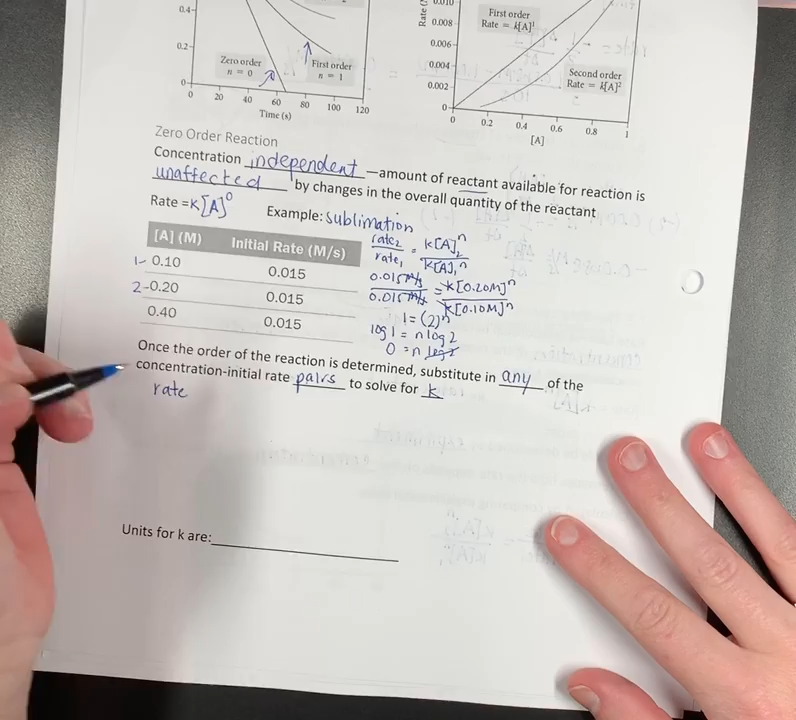 0.4
0.2
0
Zero order
n = 0
First order
n = 1
0 20 40 60 80 100 120
Time (s)
0.010
0.008
0.006
0.004
0.002
0
First order
Rate = k[A]¹
Second order
Rate = k[A]²
0 0.2 0.4 0.6 0.8 1
[A]
Zero Order Reaction
Concentration independent —amount of reactant available for reaction is
unaffected by changes in the overall quantity of the reactant
Rate = K[A]⁰ Example: sublimation
[A] (M) Initial Rate (M/s)
1- 0.10 0.015
2- 0.20 0.015
0.40 0.015
rate₂ / rate₁ = K[A]₂ⁿ / K[A]₁ⁿ
0.015 M/s / 0.015 M/s = K[0.20M]ⁿ / K[0.10M]ⁿ
1 = (2)ⁿ
log 1 = n log 2
0 = n log 2
Once the order of the reaction is determined, substitute in any of the
concentration-initial rate pairs to solve for k
rate
Units for k are: